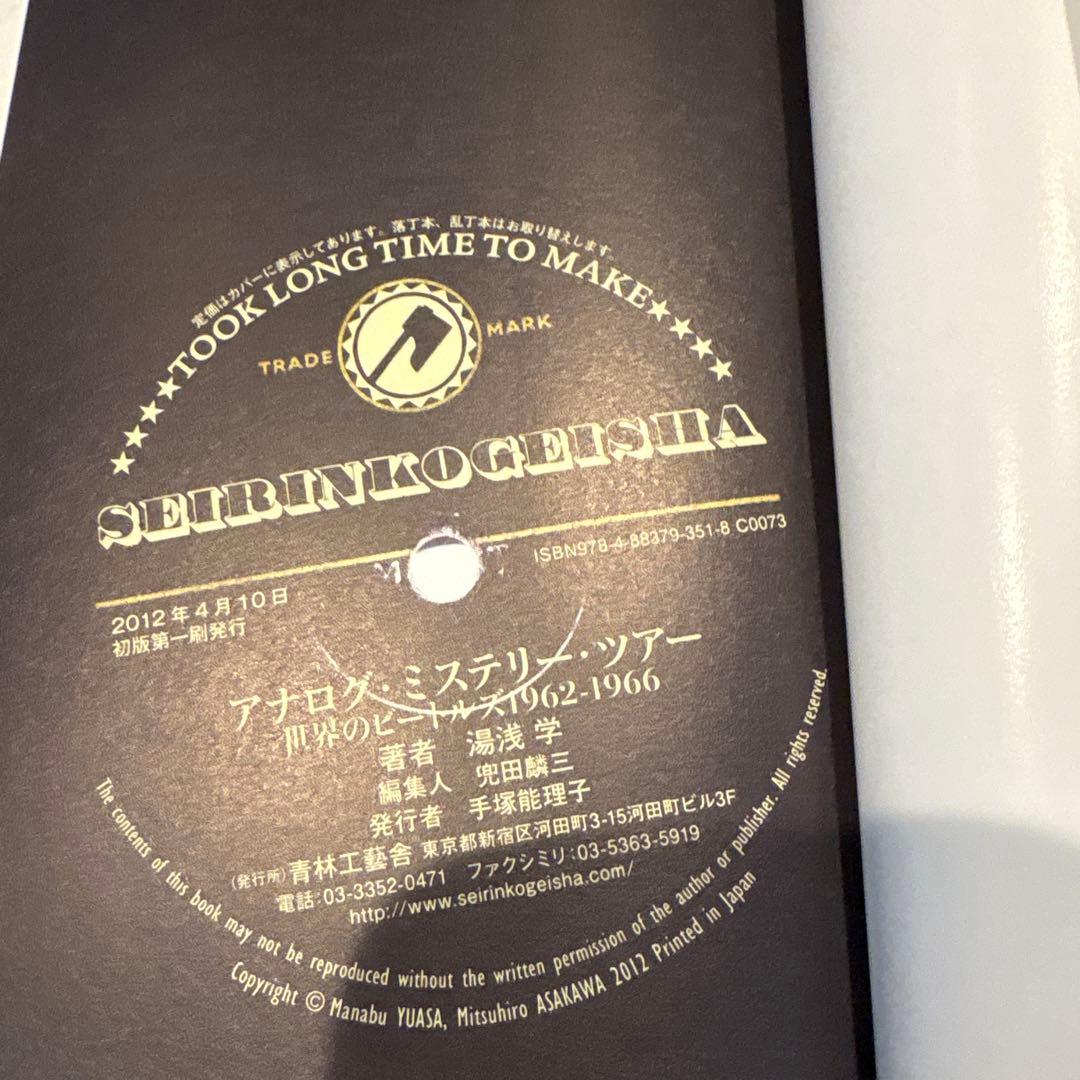 定価はカバーに表示してあります。落丁本、乱丁本はお取り替えします。
★★★★TOOK LONG TIME TO MAKE★★★★
TRADE MARK
SEIRINKOGEISHA
ISBN978-4-88379-351-8 C0073
2012年4月10日
初版第一刷発行
アナログ・ミステリー・ツアー
世界のビートルズ1962-1966
著者 湯浅 学
編集人 兜田麟三
発行者 手塚能理子
(発行所)青林工藝舎 東京都新宿区河田町3-15河田町ビル3F
電話:03-3352-0471 ファクシミリ:03-5363-5919
http://www.seirinkogeisha.com/
The contents of this book may not be reproduced without the written permission of the author or publisher. All rights reserved.
Copyright © Manabu YUASA, Mitsuhiro ASAKAWA 2012 Printed in Japan